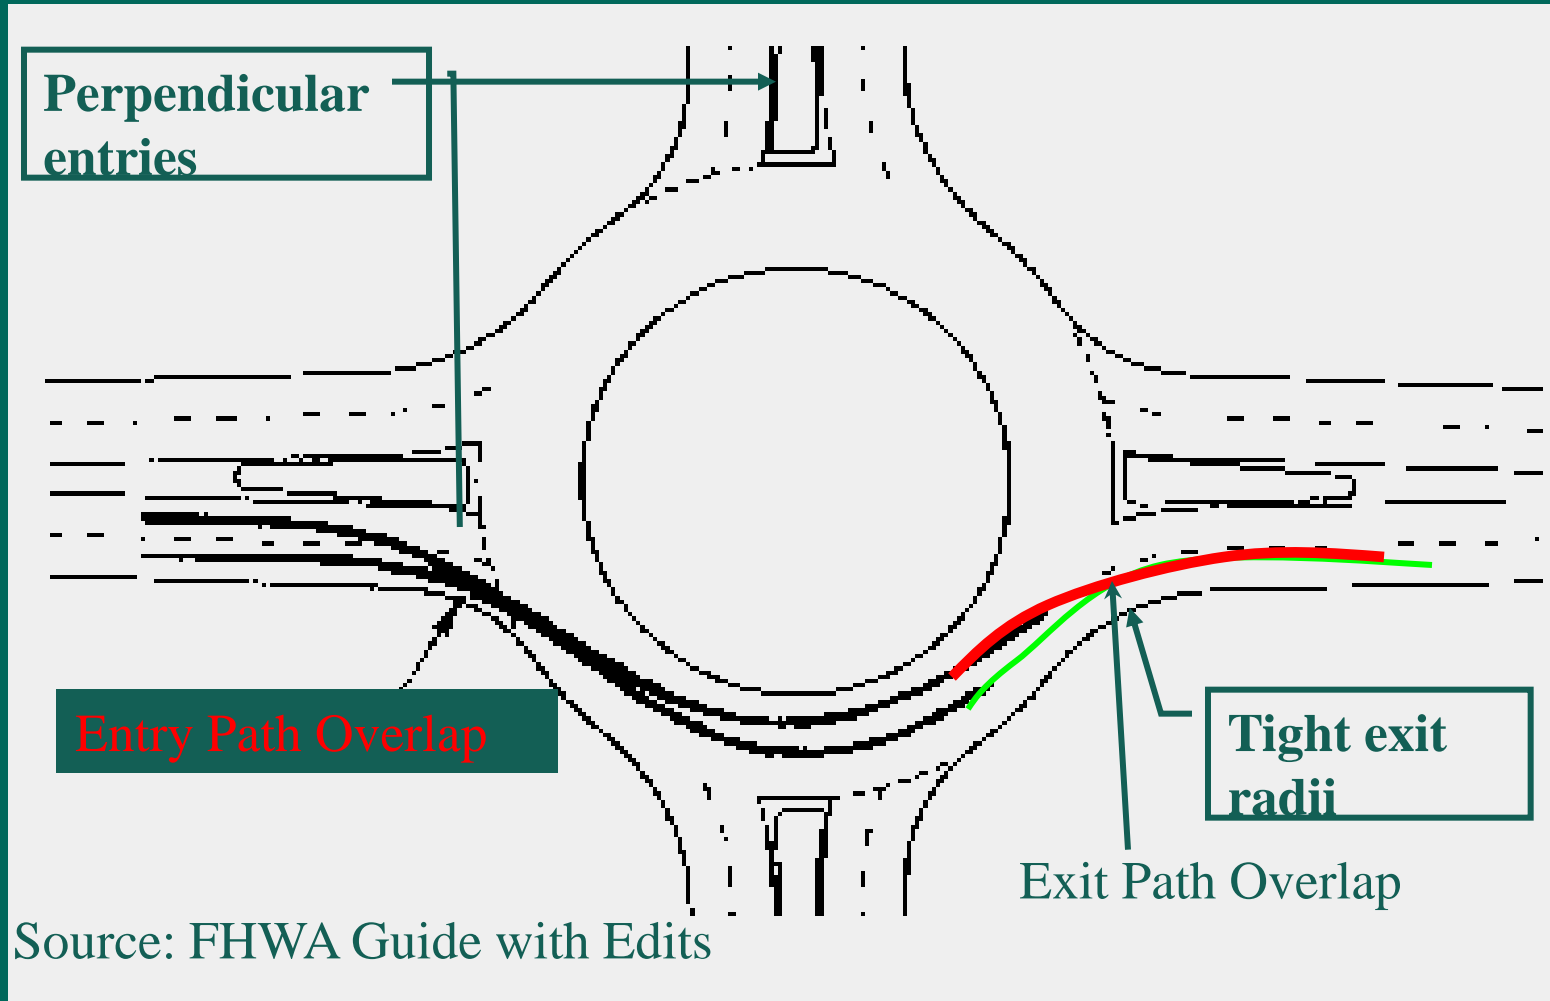 Perpendicular
entries
Entry Path Overlap
Tight exit
radii
Exit Path Overlap
Source: FHWA Guide with Edits